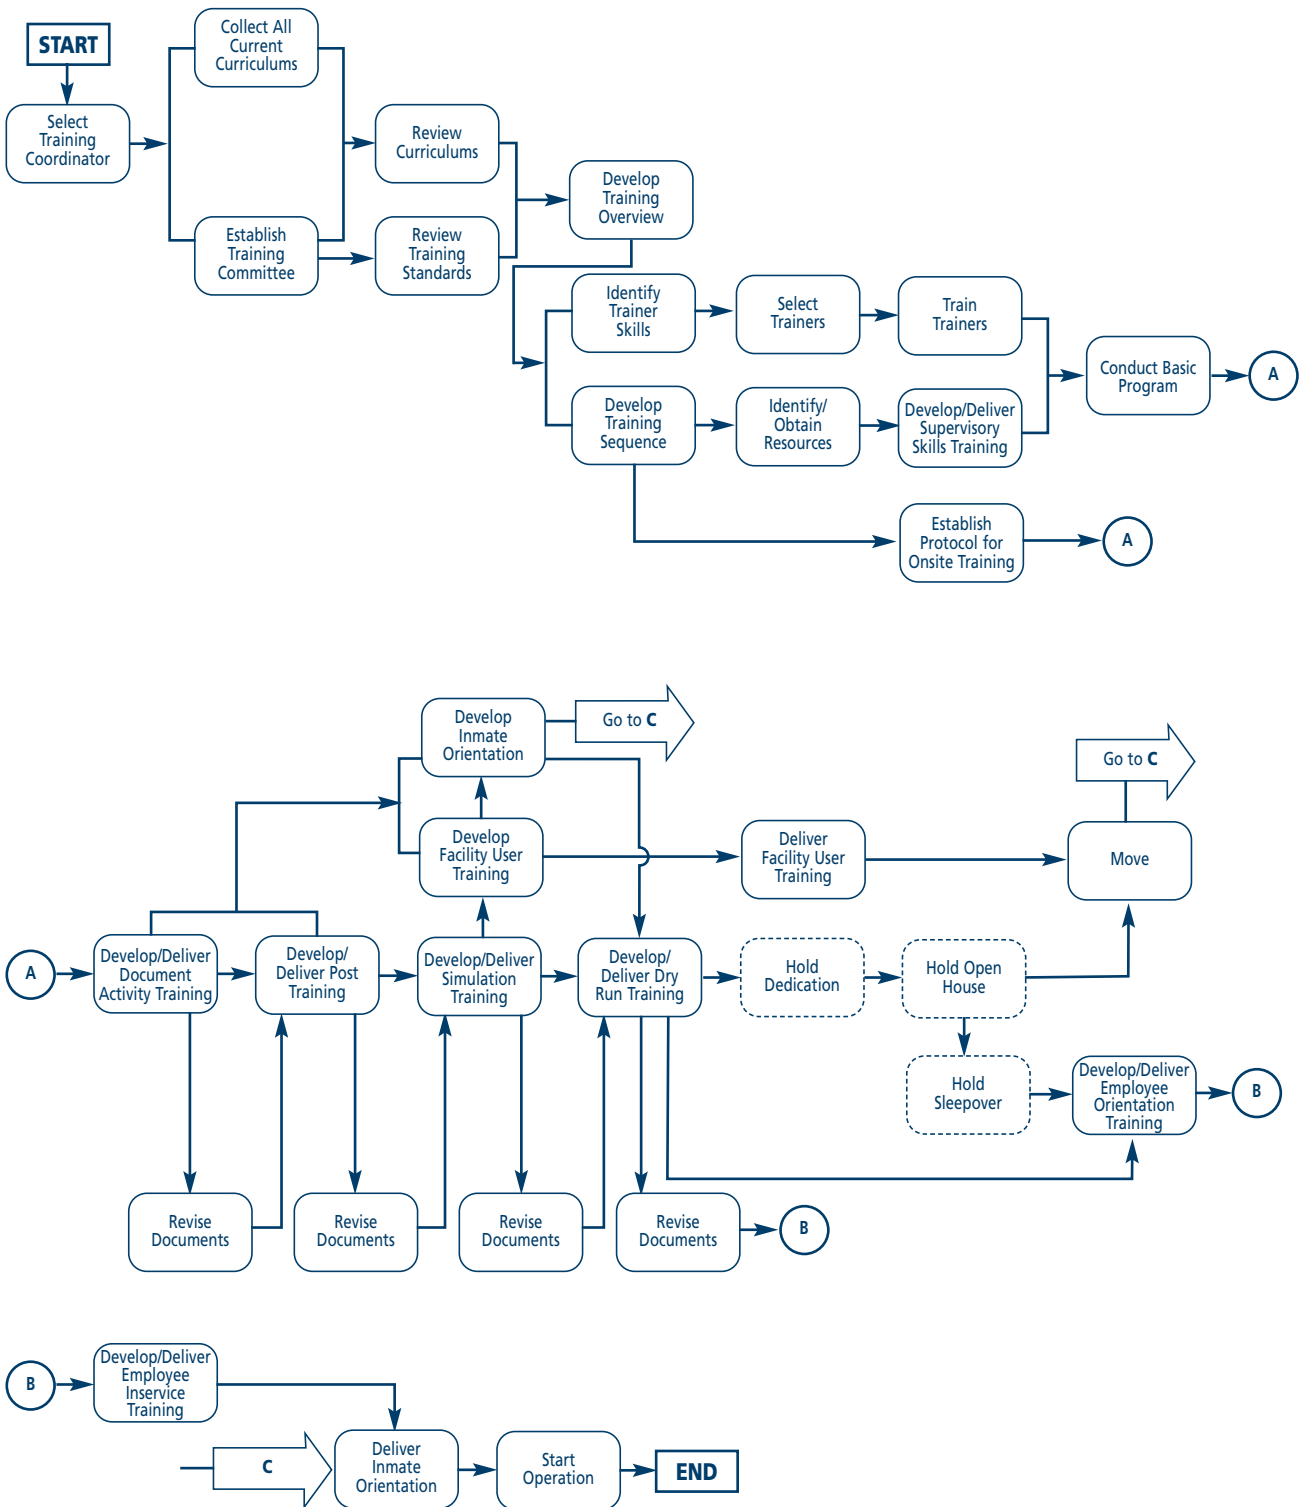 START
Collect All
Current
Curriculums
Select
Training
Coordinator
Review
Curriculums
Develop
Training
Overview
Establish
Training
Committee
Review
Training
Standards
Identify
Trainer
Skills
Select
Trainers
Train
Trainers
Conduct Basic
Program
A
Develop
Training
Sequence
Identify/
Obtain
Resources
Develop/Deliver
Supervisory
Skills Training
Establish
Protocol for
Onsite Training
A
Develop
Inmate
Orientation
Go to C
Go to C
Develop
Facility User
Training
Deliver
Facility User
Training
Move
A
Develop/Deliver
Document
Activity Training
Develop/
Deliver Post
Training
Develop/Deliver
Simulation
Training
Develop/
Deliver Dry
Run Training
Hold
Dedication
Hold Open
House
Hold
Sleepover
Develop/Deliver
Employee
Orientation
Training
B
Revise
Documents
Revise
Documents
Revise
Documents
Revise
Documents
B
B
Develop/Deliver
Employee
Inservice
Training
C
Deliver
Inmate
Orientation
Start
Operation
END